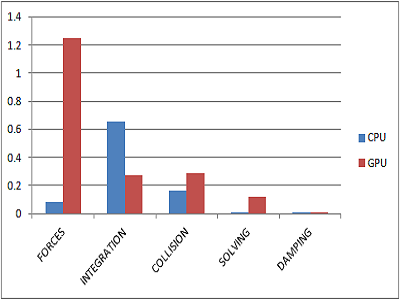 1.4
1.2
1
0.8
0.6
0.4
0.2
0
FORCES
INTEGRATION
COLLISION
SOLVING
DAMPING
CPU
GPU